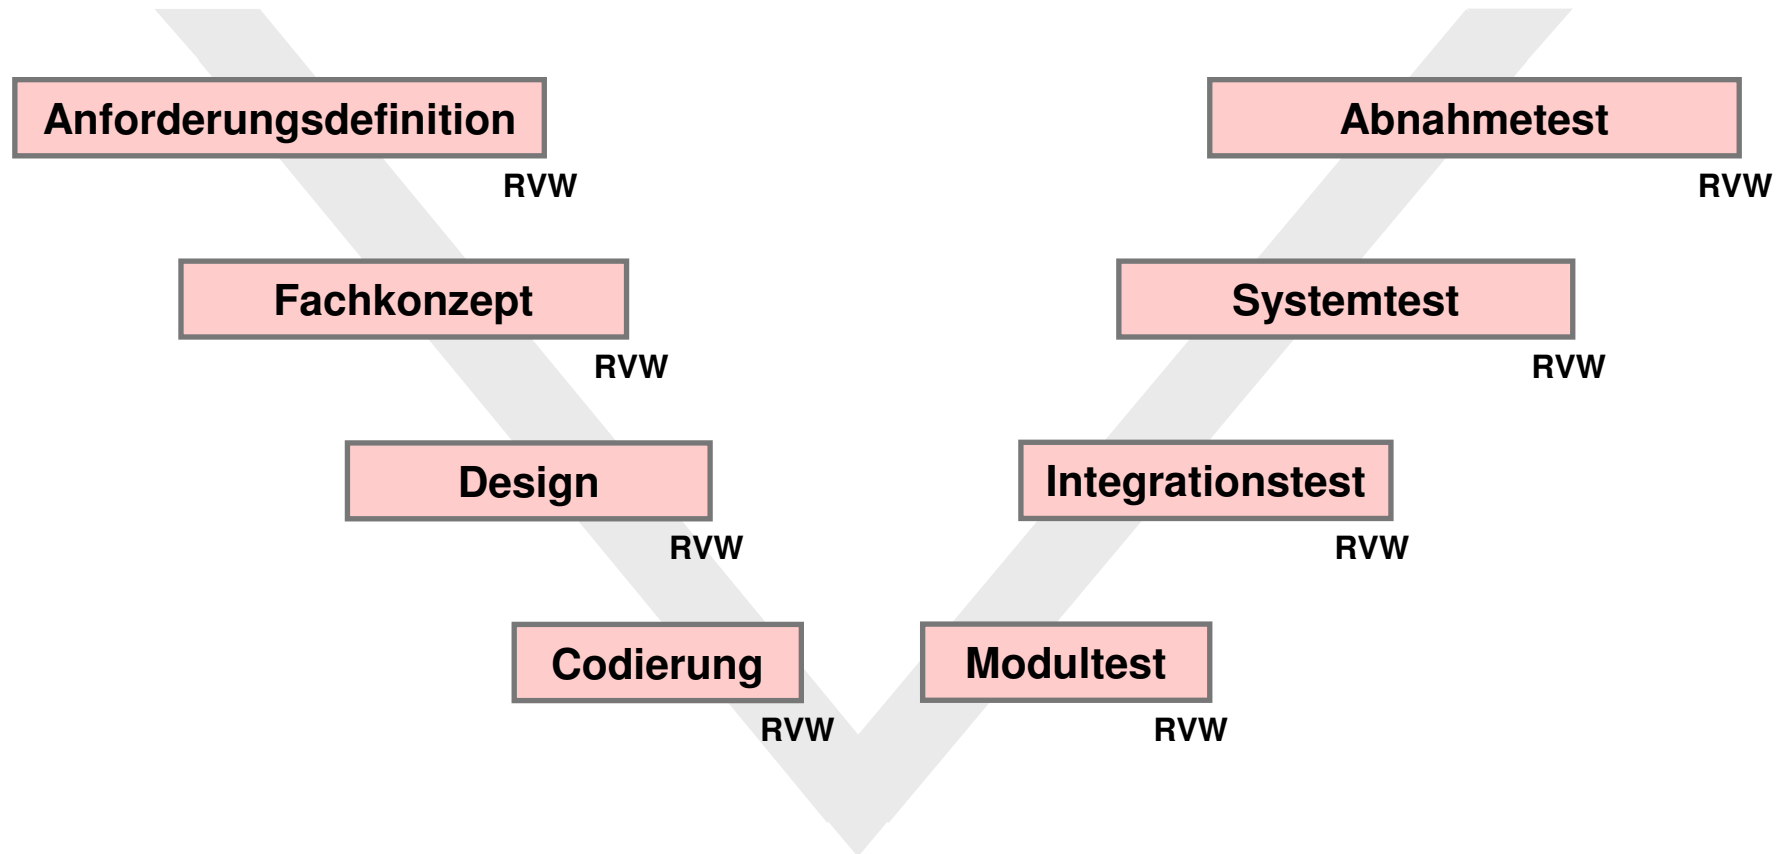 Anforderungsdefinition
Abnahmetest
RVW
RVW
Fachkonzept
Systemtest
RVW
RVW
Design
Integrationstest
RVW
RVW
Codierung
Modultest
RVW
RVW